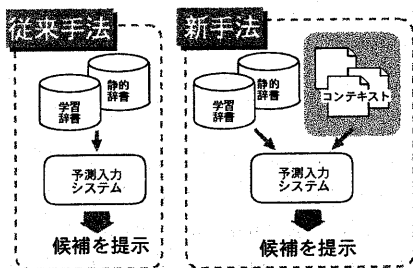 従来手法
静的
辞書
学習
辞書
予測入力
システム
候補を提示
新手法
静的
辞書
学習
辞書
コンテキスト
予測入力
システム
候補を提示